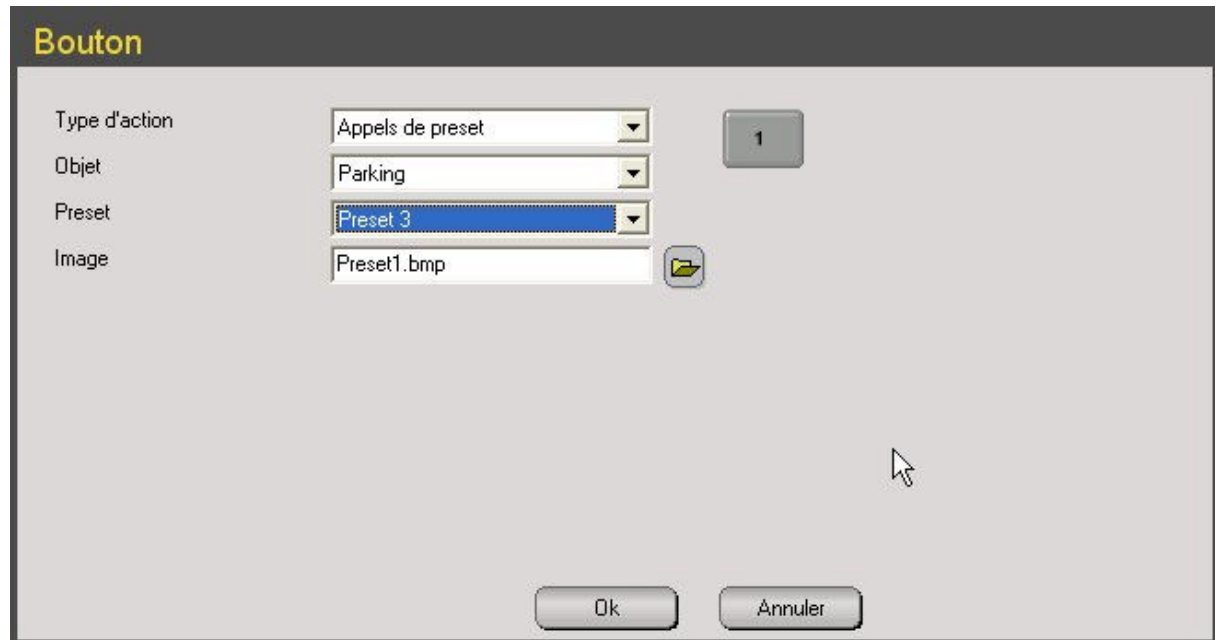 Bouton
Type d'action Appels de preset 1
Objet Parking
Preset Preset 3
Image Preset1.bmp
Ok Annuler